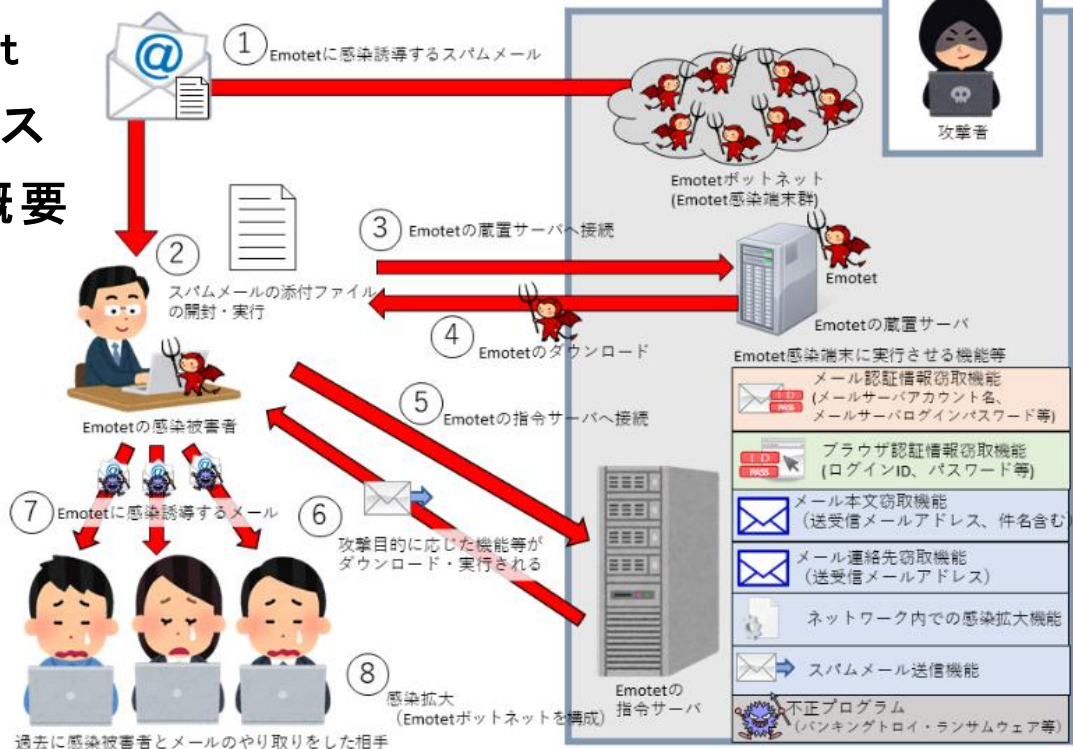 t
ス
概要
攻撃者
① Emotetに感染誘導するスパムメール
Emotetボットネット
(Emotet感染端末群)
②
スパムメールの添付ファイル
の開封・実行
③ Emotetの蔵置サーバへ接続
Emotet
Emotetの蔵置サーバ
④ Emotetのダウンロード
Emotetの感染被害者
⑤ Emotetの指令サーバへ接続
⑥
攻撃目的に応じた機能等が
ダウンロード・実行される
⑦ Emotetに感染誘導するメール
⑧ 感染拡大
(Emotetボットネットを構成)
過去に感染被害者とメールのやり取りをした相手
Emotetの
指令サーバ
Emotet感染端末に実行させる機能等
ID
PASS
メール認証情報窃取機能
(メールサーバアカウント名、
メールサーバログインパスワード等)
ID
PASS
ブラウザ認証情報窃取機能
(ログインID、パスワード等)
メール本文窃取機能
(送受信メールアドレス、件名含む)
メール連絡先窃取機能
(送受信メールアドレス)
ネットワーク内での感染拡大機能
スパムメール送信機能
不正プログラム
(バンキングトロイ・ランサムウェア等)